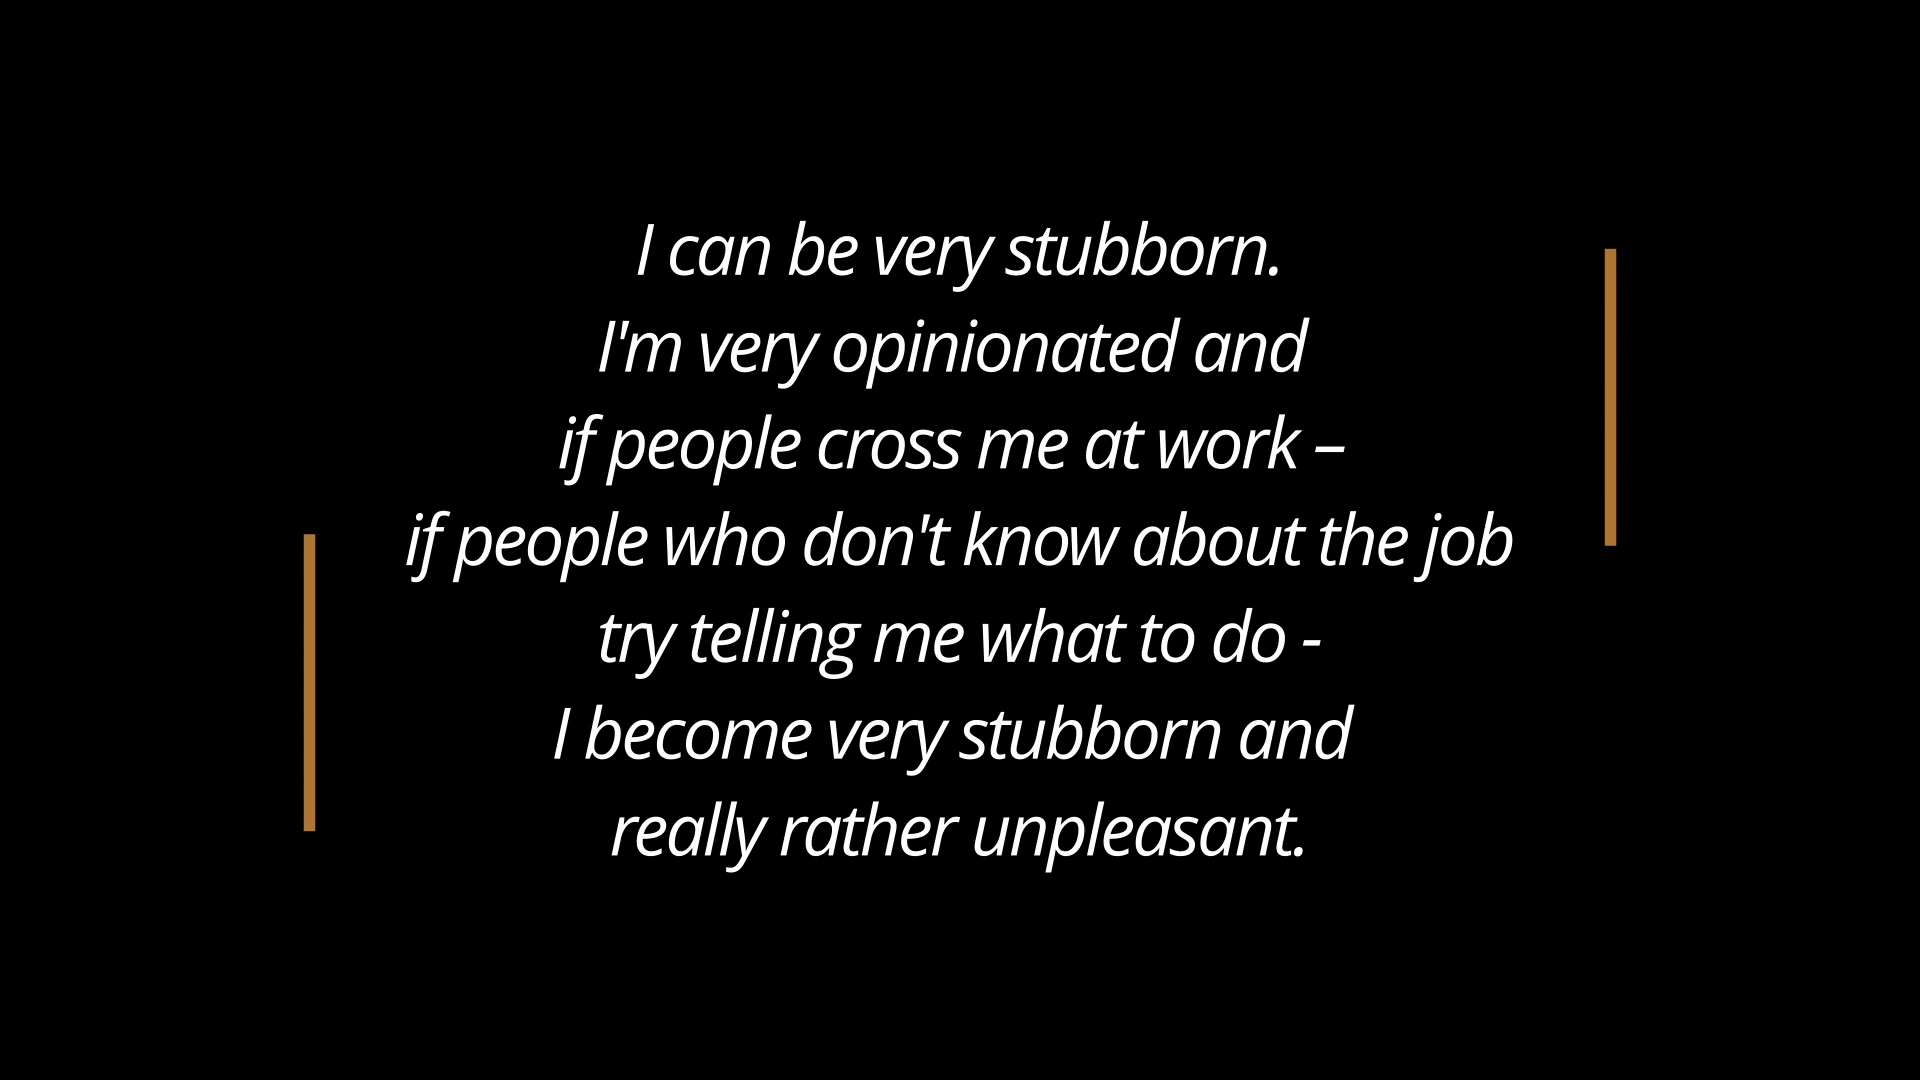 I can be very stubborn.
I'm very opinionated and
if people cross me at work –
if people who don't know about the job
try telling me what to do -
I become very stubborn and
really rather unpleasant.